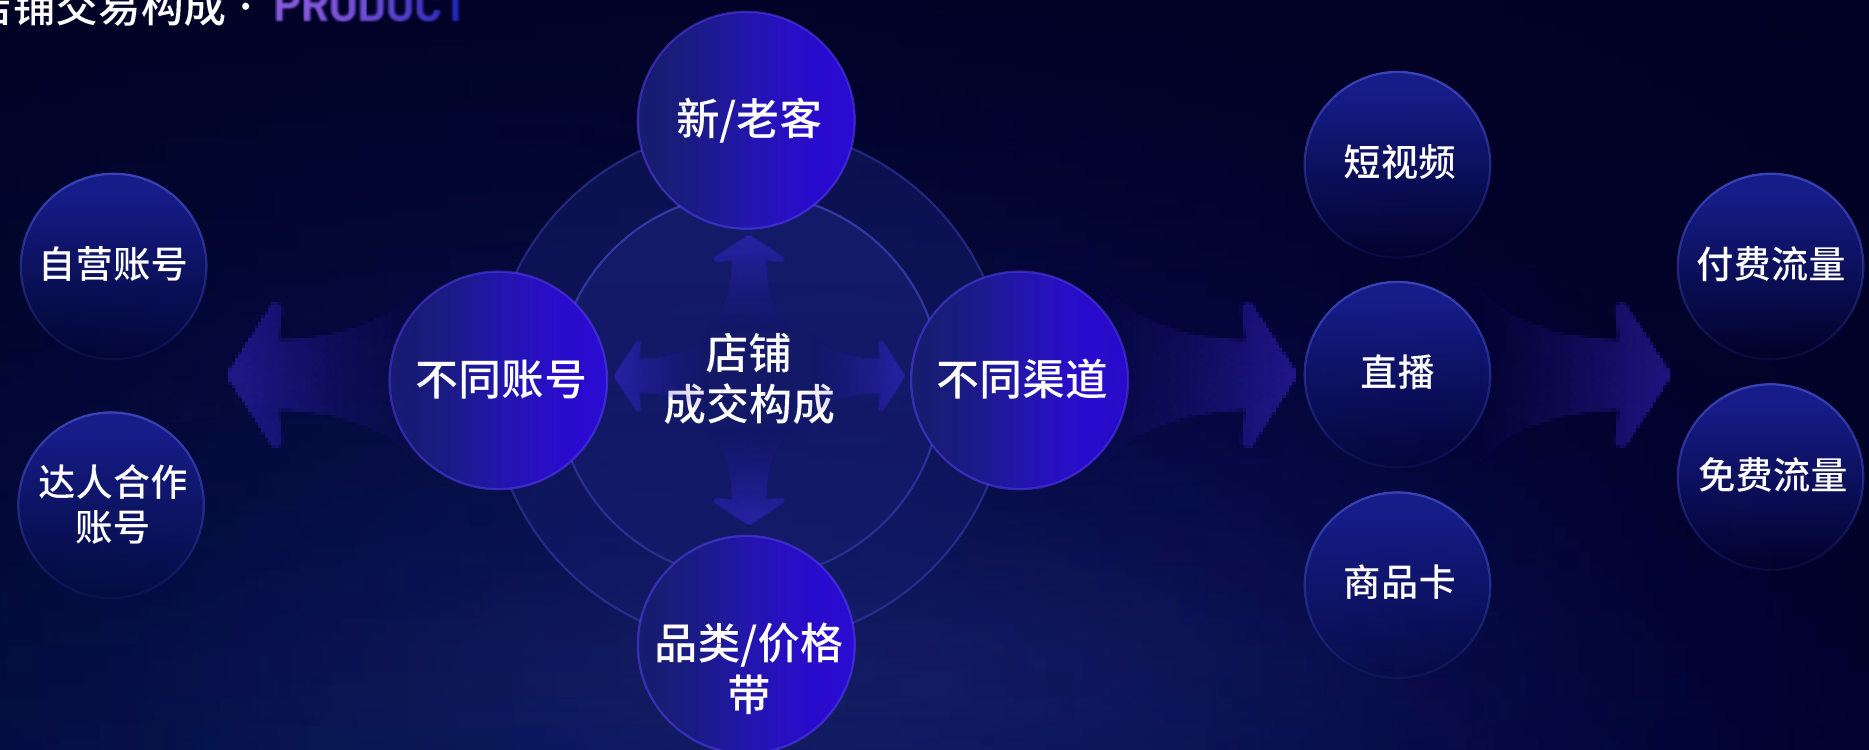 店铺交易构成 · PRODUCT
新/老客
短视频
自营账号
付费流量
店铺
成交构成
不同账号
不同渠道
直播
达人合作
账号
免费流量
商品卡
品类/价格
带